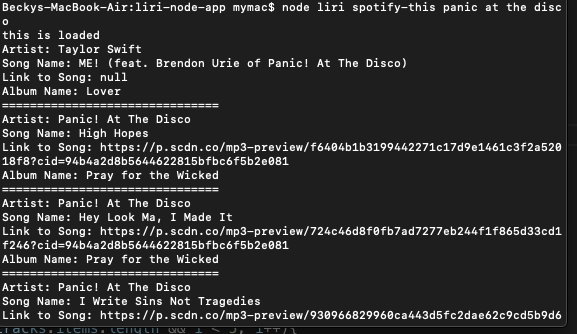 Beckys-MacBook-Air:liri-node-app mymac$ node liri spotify-this panic at the disc
o
this is loaded
Artist: Taylor Swift
Song Name: ME! (feat. Brendon Urie of Panic! At The Disco)
Link to Song: null
Album Name: Lover
===============================
Artist: Panic! At The Disco
Song Name: High Hopes
Link to Song: https://p.scdn.co/mp3-preview/f6404b1b3199442271c17d9e1461c3f2a520
18f8?cid=94b4a2d8b5644622815bfbc6f5b2e081
Album Name: Pray for the Wicked
===============================
Artist: Panic! At The Disco
Song Name: Hey Look Ma, I Made It
Link to Song: https://p.scdn.co/mp3-preview/724c46d8f0fb7ad7277eb244f1f865d33cd1
f246?cid=94b4a2d8b5644622815bfbc6f5b2e081
Album Name: Pray for the Wicked
===============================
Artist: Panic! At The Disco
Song Name: I Write Sins Not Tragedies
Link to Song: https://p.scdn.co/mp3-preview/930966829960ca443d5fc2dae62c9cd5b9d6